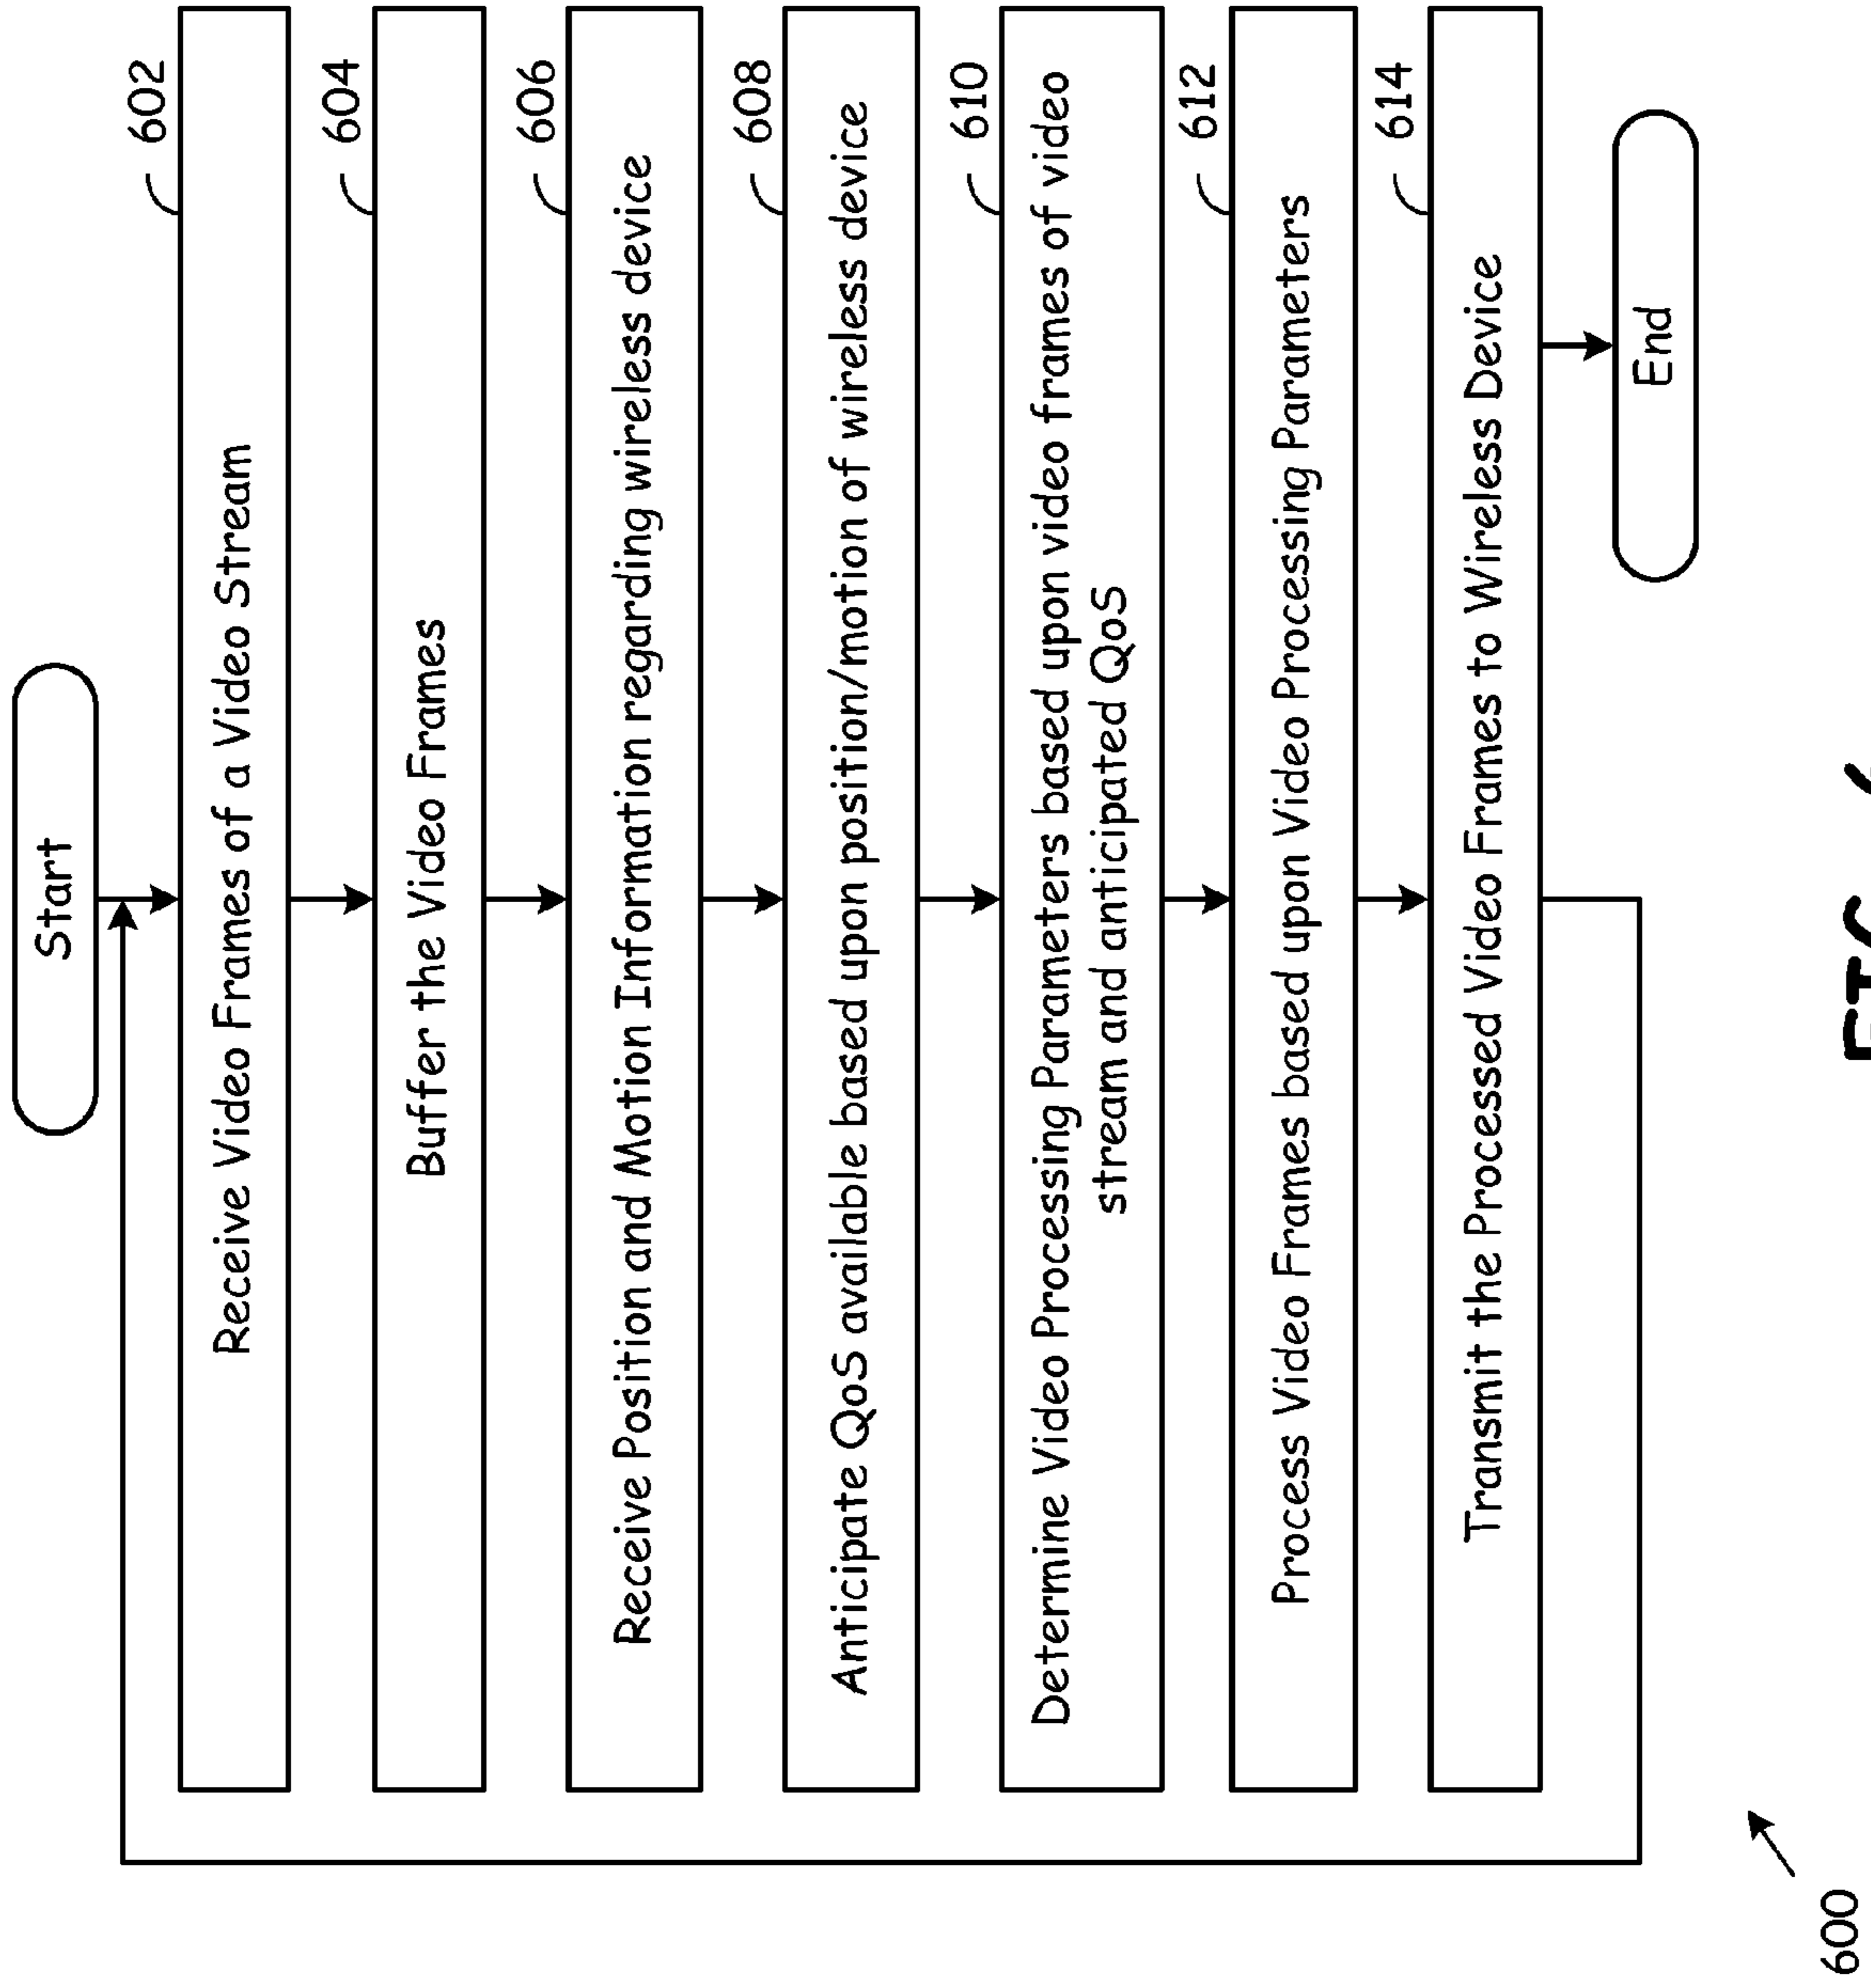 Start
602
Receive Video Frames of a Video Stream
604
Buffer the Video Frames
606
Receive Position and Motion Information regarding wireless device
608
Anticipate QoS available based upon position/motion of wireless device
610
Determine Video Processing Parameters based upon video frames of video
stream and anticipated QoS
612
Process Video Frames based upon Video Processing Parameters
614
Transmit the Processed Video Frames to Wireless Device
End
600